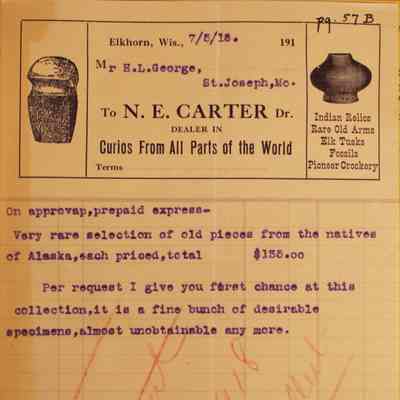 pg. 57 B
Elkhorn, Wis., 7/5/18. 191
Mr H.L.George,
St.Joseph,Mo.
To N. E. CARTER Dr.
DEALER IN
Curios From All Parts of the World
Terms
Indian Relics
Rare Old Arms
Elk Tusks
Fossils
Pioneer Crockery
On approvap,prepaid express-
Very rare selection of old pieces from the natives
of Alaska,each priced,total $135.00
Per request I give you first chance at this
collection,it is a fine bunch of desirable
specimens,almost unobtainable any more.